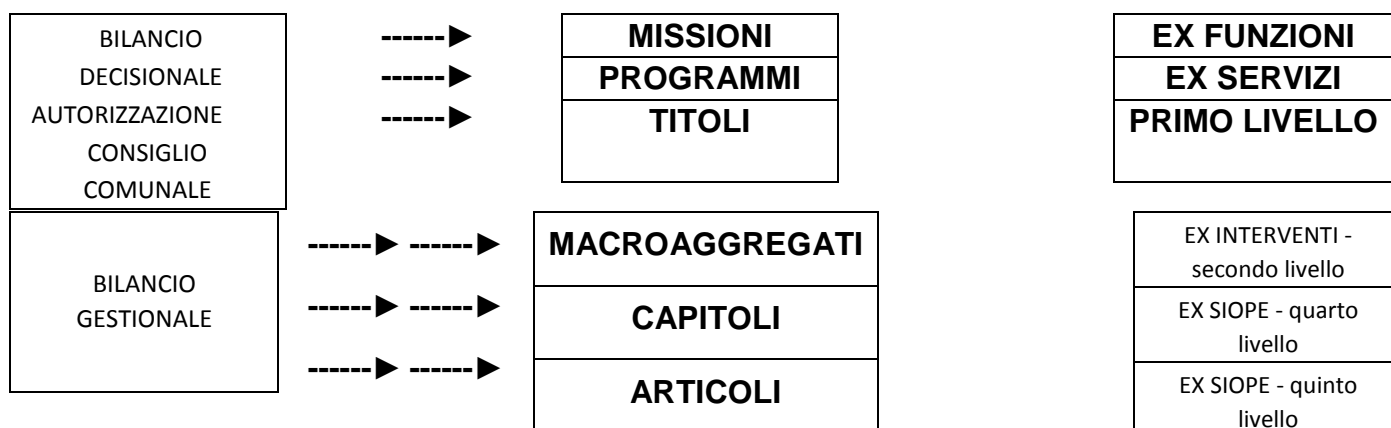 BILANCIO
DECISIONALE
AUTORIZZAZIONE
CONSIGLIO
COMUNALE
------►
------►
------►
MISSIONI
PROGRAMMI
TITOLI
EX FUNZIONI
EX SERVIZI
PRIMO LIVELLO
BILANCIO
GESTIONALE
------► ------►
------► ------►
------► ------►
MACROAGGREGATI
CAPITOLI
ARTICOLI
EX INTERVENTI -
secondo livello
EX SIOPE - quarto
livello
EX SIOPE - quinto
livello